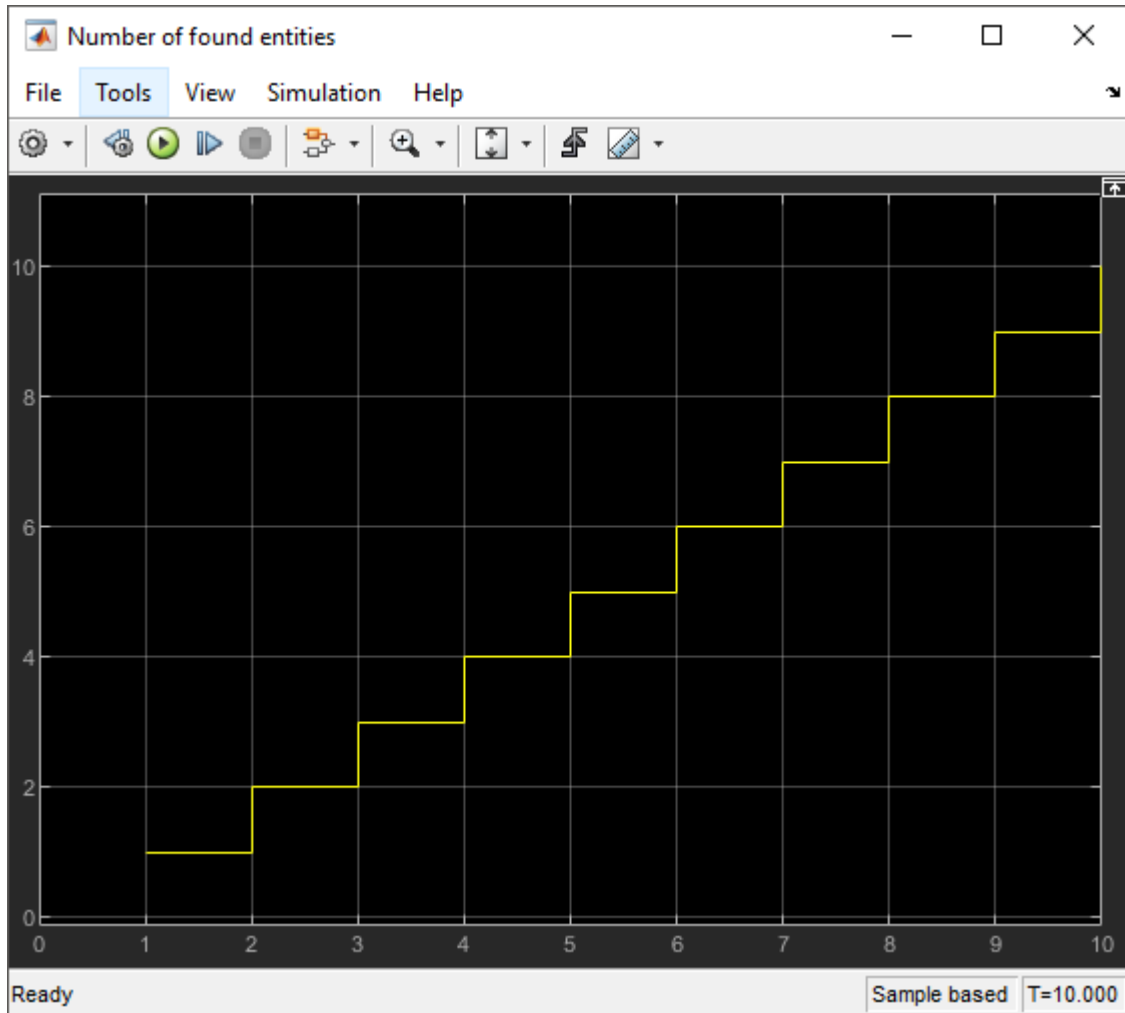 Number of found entities
File Tools View Simulation Help
10
8
6
4
2
0
0 1 2 3 4 5 6 7 8 9 10
Ready Sample based T=10.000